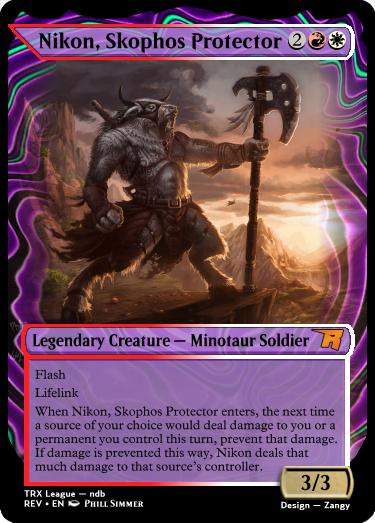 Nikon, Skophos Protector 2
Legendary Creature — Minotaur Soldier
Flash
Lifelink
When Nikon, Skophos Protector enters, the next time
a source of your choice would deal damage to you or a
permanent you control this turn, prevent that damage.
If damage is prevented this way, Nikon deals that
much damage to that source's controller.
3/3
TRX League — ndb
REV • EN Phill Simmer
Design — Zangy